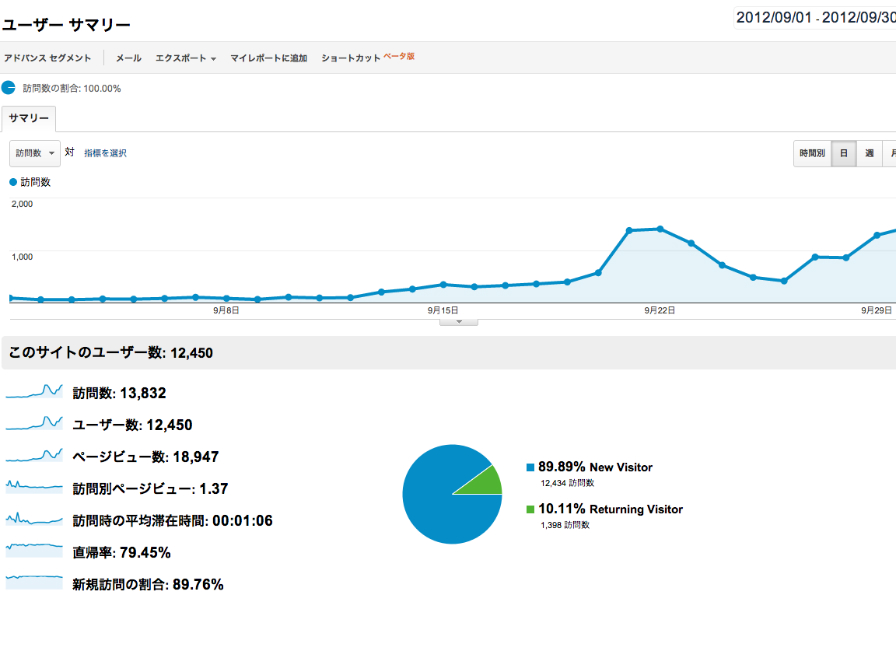 ユーザー サマリー
2012/09/01 - 2012/09/30
アドバンス セグメント メール エクスポート マイレポートに追加 ショートカット ベータ版
訪問数の割合: 100.00%
サマリー
訪問数 対 指標を選択 時間別 日 週 月
訪問数
2,000
1,000
9月8日 9月15日 9月22日 9月29日
このサイトのユーザー数: 12,450
訪問数: 13,832
ユーザー数: 12,450
ページビュー数: 18,947
訪問別ページビュー: 1.37
訪問時の平均滞在時間: 00:01:06
直帰率: 79.45%
新規訪問の割合: 89.76%
89.89% New Visitor
12,434 訪問数
10.11% Returning Visitor
1,398 訪問数